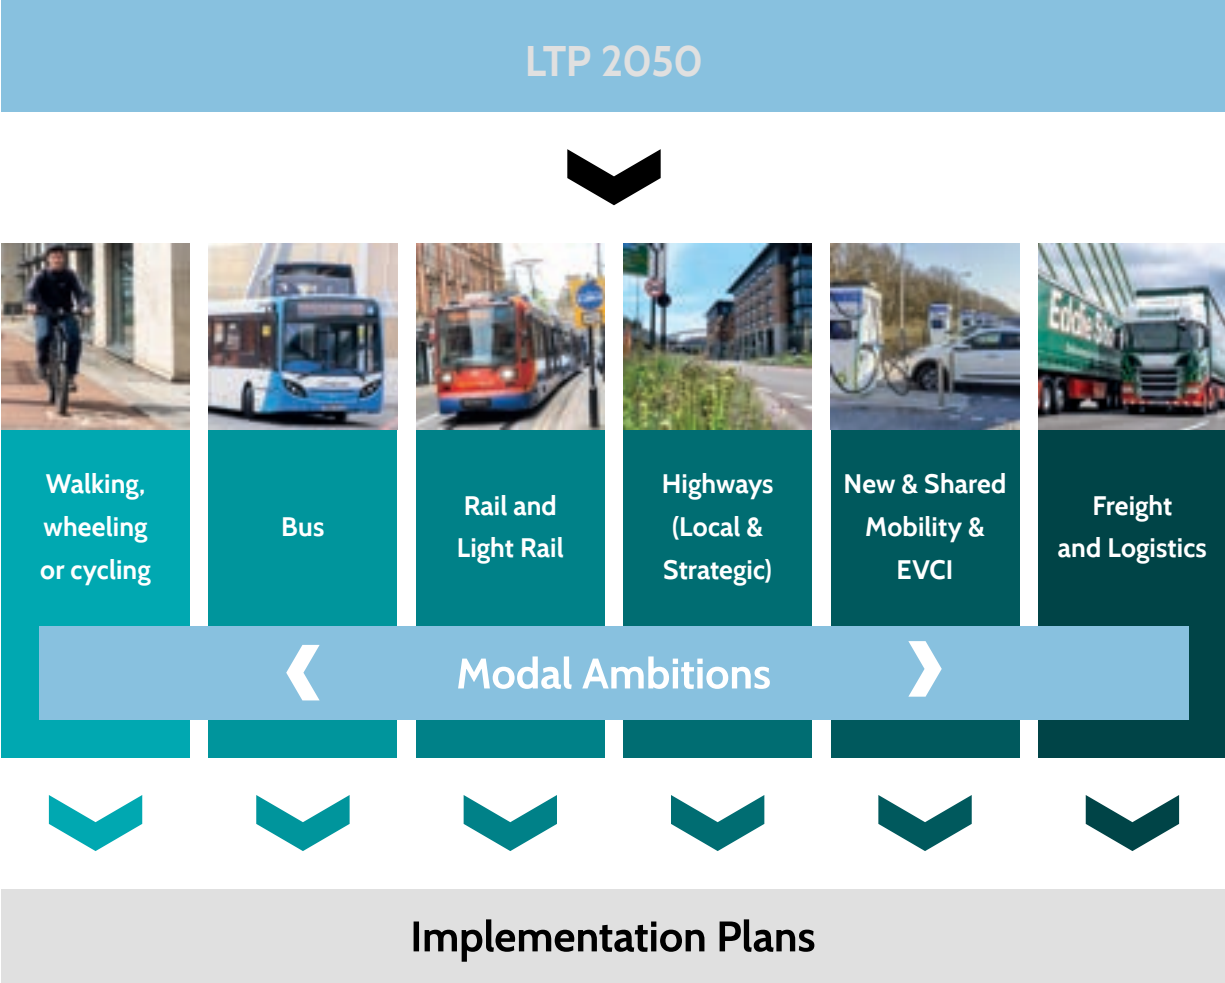 LTP 2050
Eddie
Walking,
wheeling
or cycling
Bus
Rail and
Light Rail
Highways
(Local &
Strategic)
New & Shared
Mobility &
EVCI
Freight
and Logistics
Modal Ambitions
Implementation Plans